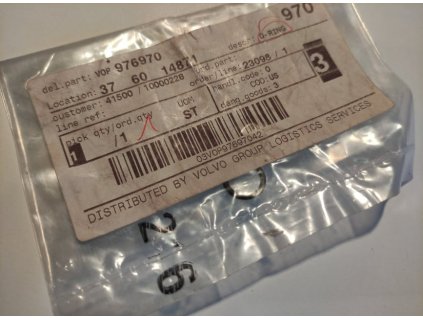 del.part: VOP 976970
970
Location: 37 60 14871
descr: O-RING
customer: 41500 / 10000228
ord.part:
line ref:
order/line: 23098 / 1
UOM
handl.code: 0
ST
COO:US
pick qty/ord.qty
dang.goods: 3
3
1 / 1
03VOP97697042
DISTRIBUTED BY VOLVO GROUP LOGISTICS SERVICES